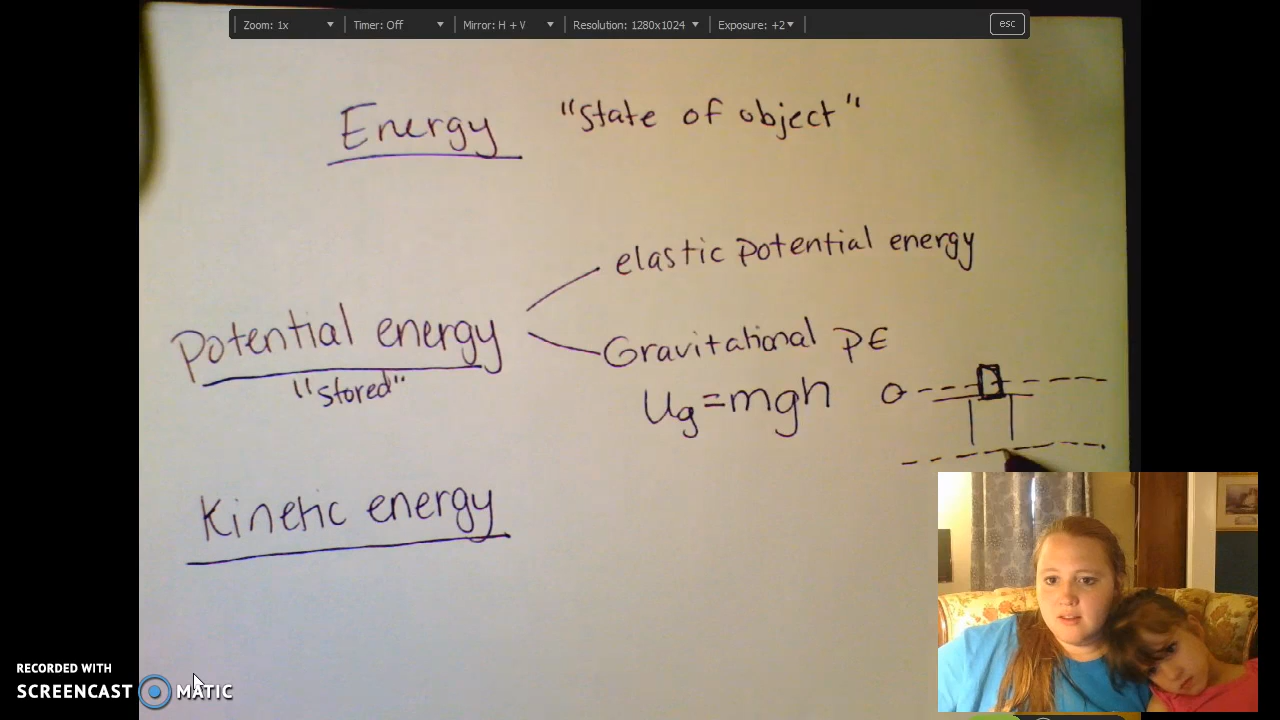 Zoom: 1x Timer: Off Mirror: H + V Resolution: 1280x1024 Exposure: +2 esc
Energy "State of object"
elastic potential energy
Potential energy
"Stored"
Gravitational PE
Ug=mgh
O
Kinetic energy
RECORDED WITH
SCREENCAST MATIC